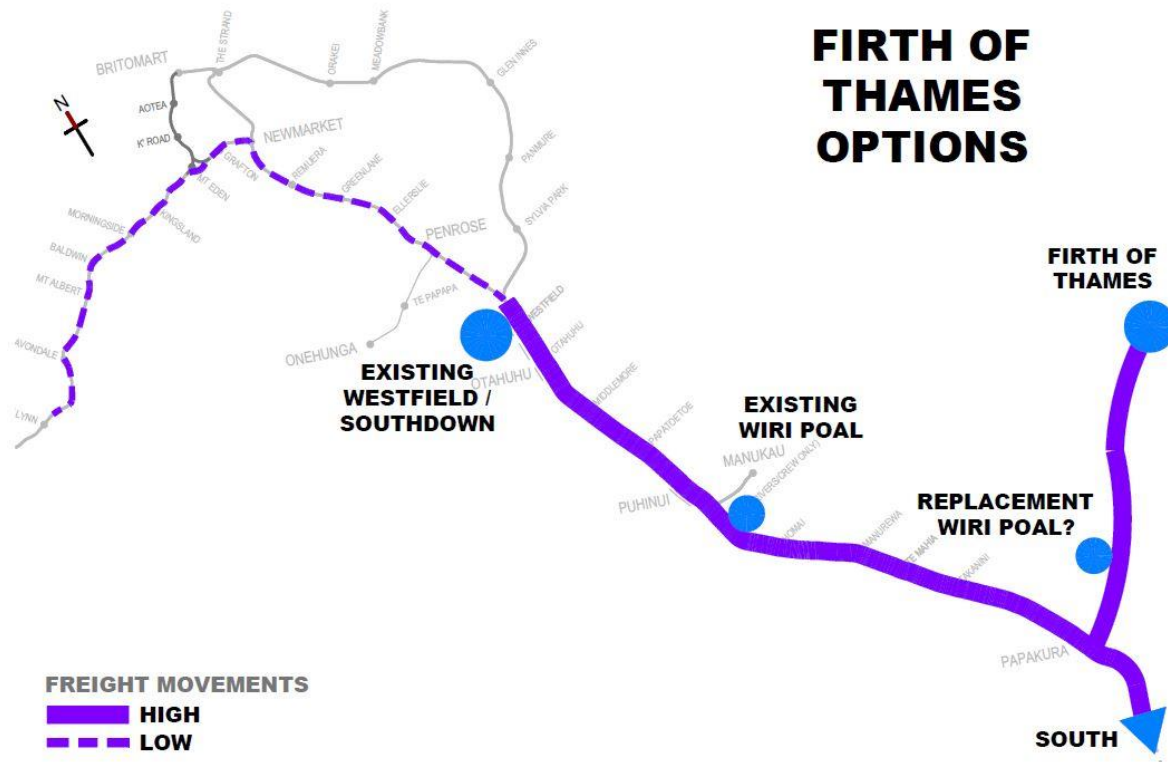 FIRTH OF
THAMES
OPTIONS
N
BRITOMART
THE STRAND
ORAKEI
MEADOWBANK
GLEN INNES
AOTEA
K' ROAD
NEWMARKET
GRAFTON
MT EDEN
REMUERA
GREENLANE
ELLERSLIE
PANMURE
SYLVIA PARK
MORNINGSIDE
KINGSLAND
BALDWIN
MT ALBERT
AVONDALE
LYNN
PENROSE
TE PAPAPA
ONEHUNGA
WESTFIELD
OTAHUHU
OTAHUHU
EXISTING
WESTFIELD /
SOUTHDOWN
MIDDLEMORE
PAPATOETOE
FIRTH OF
THAMES
EXISTING
WIRI POAL
MANUKAU
PUHINUI
(CREW ONLY)
MANUREWA
TE MAHIA
TAKANINI
REPLACEMENT
WIRI POAL?
PAPAKURA
SOUTH
FREIGHT MOVEMENTS
HIGH
LOW